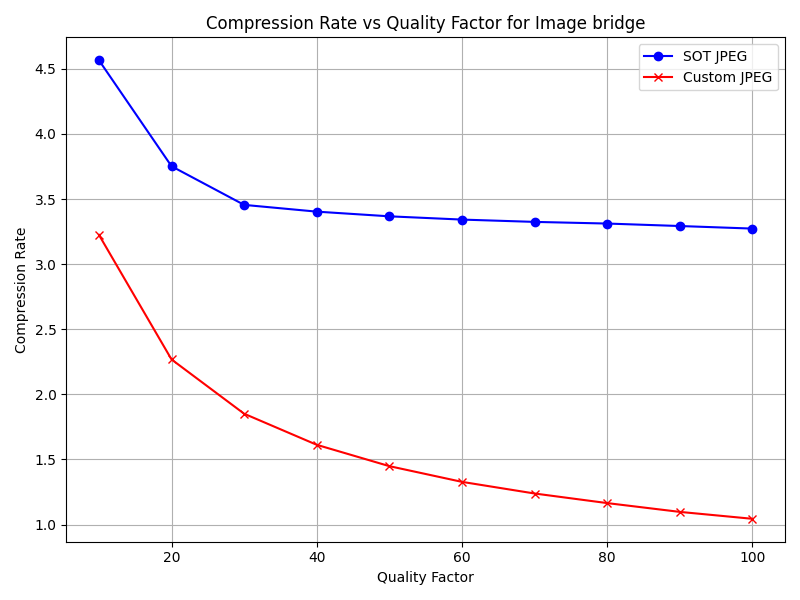 Compression Rate vs Quality Factor for Image bridge
SOT JPEG
Custom JPEG
Compression Rate
4.5
4.0
3.5
3.0
2.5
2.0
1.5
1.0
20 40 60 80 100
Quality Factor